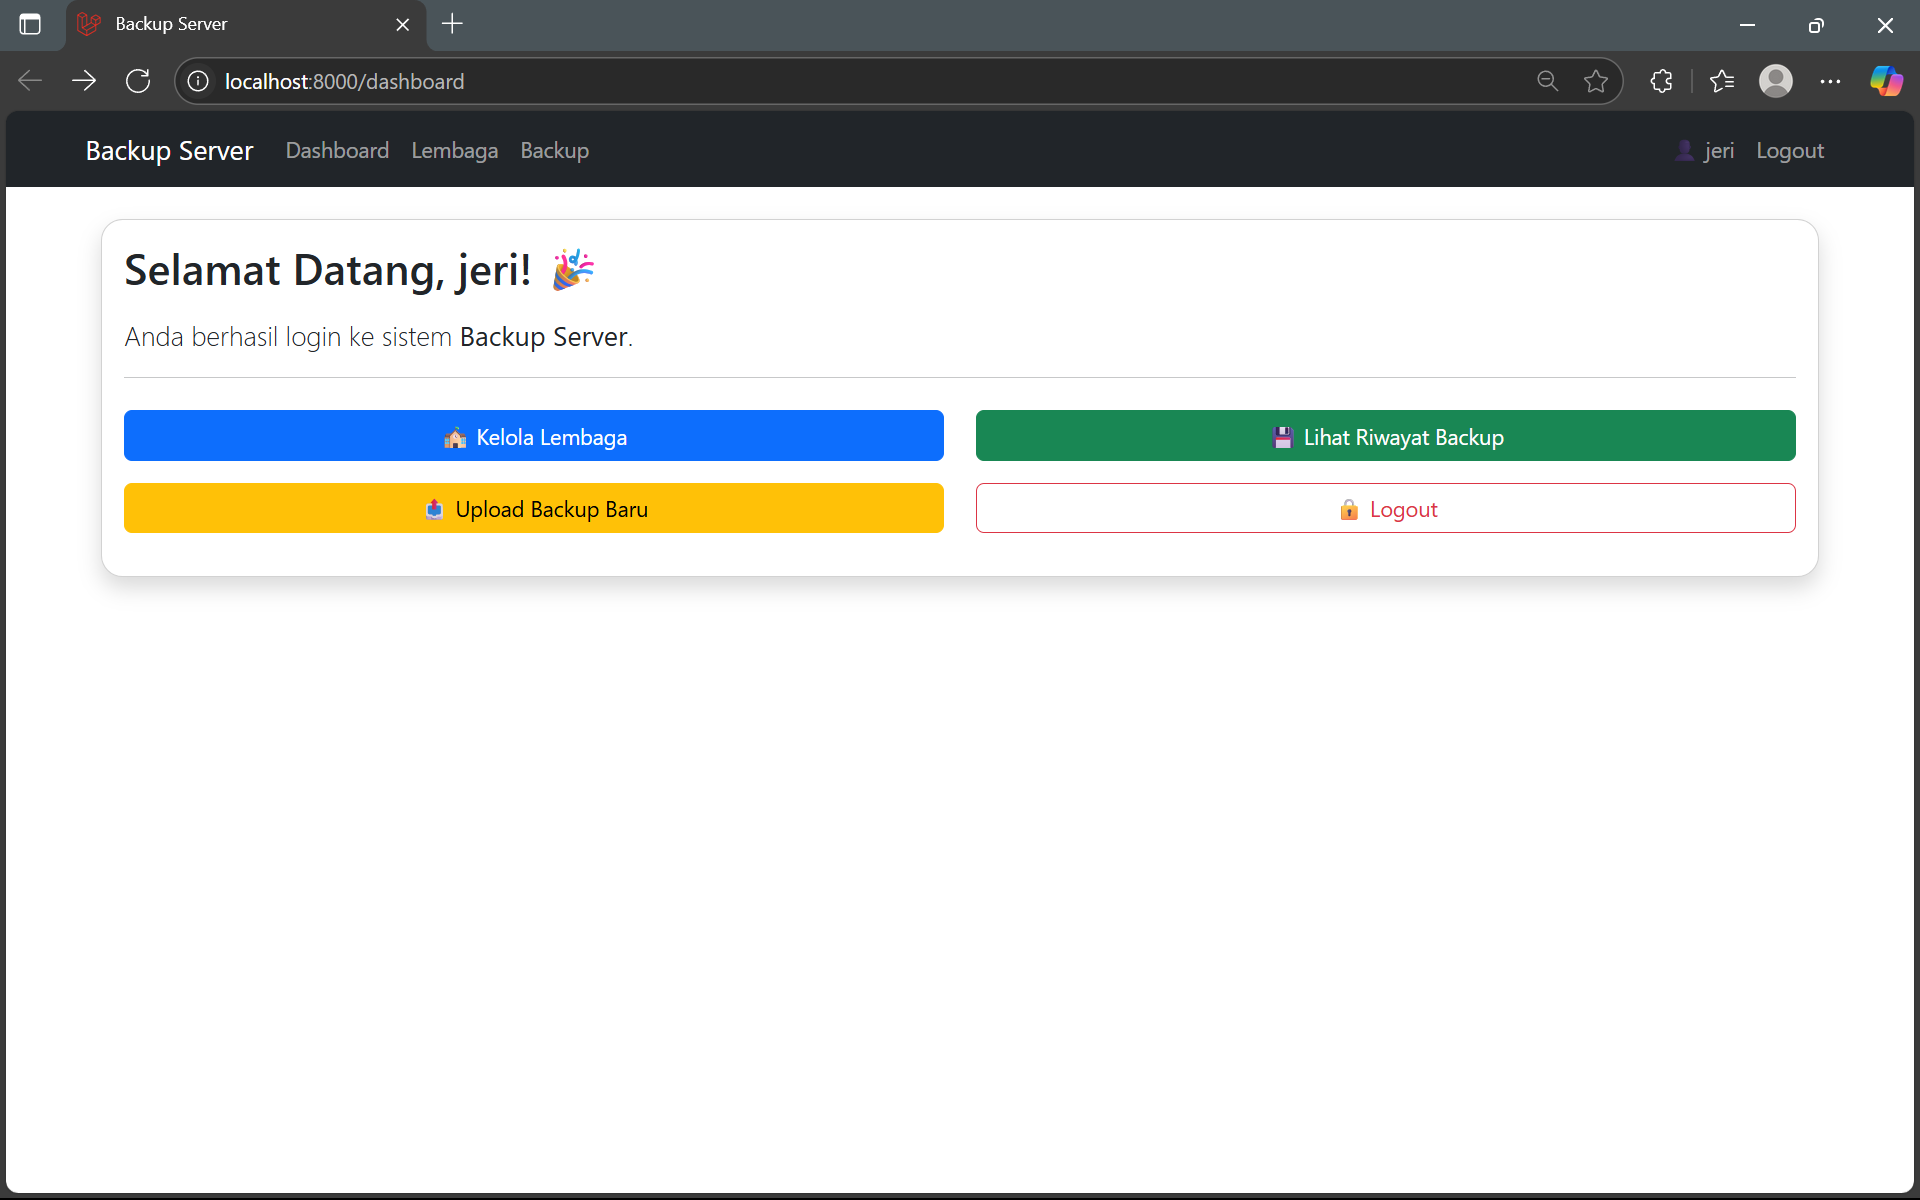 Backup Server
localhost:8000/dashboard
Backup Server Dashboard Lembaga Backup jeri Logout
Selamat Datang, jeri! 🎉
Anda berhasil login ke sistem Backup Server.
Kelola Lembaga
Lihat Riwayat Backup
Upload Backup Baru
Logout